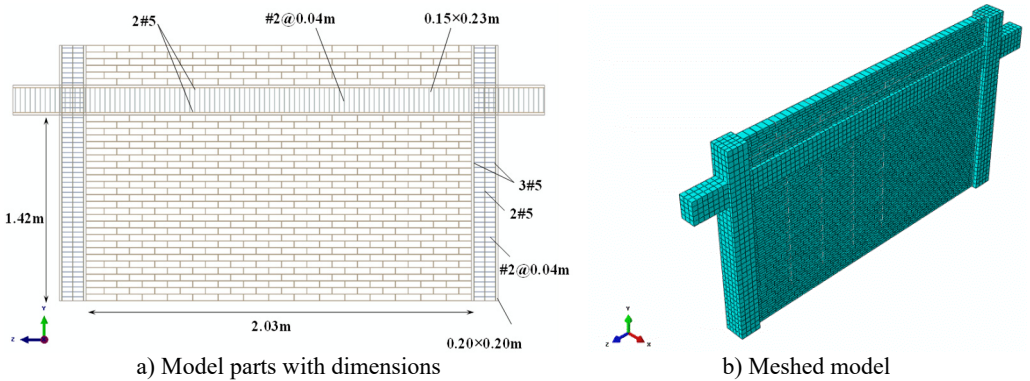 2#5
#2@0.04m
0.15×0.23m
1.42m
3#5
2#5
#2@0.04m
2.03m
0.20×0.20m
Y
Z
X
Y
Z
X
a) Model parts with dimensions
b) Meshed model